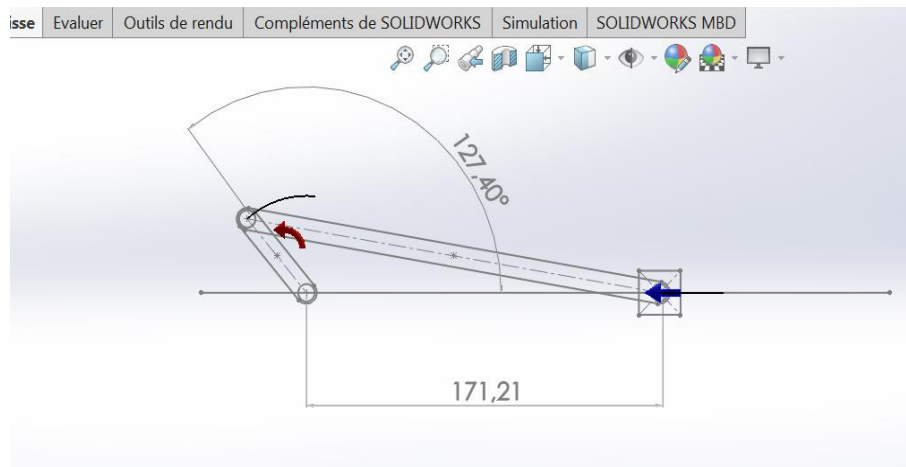 isse Evaluer Outils de rendu Compléments de SOLIDWORKS Simulation SOLIDWORKS MBD
127,40°
171,21